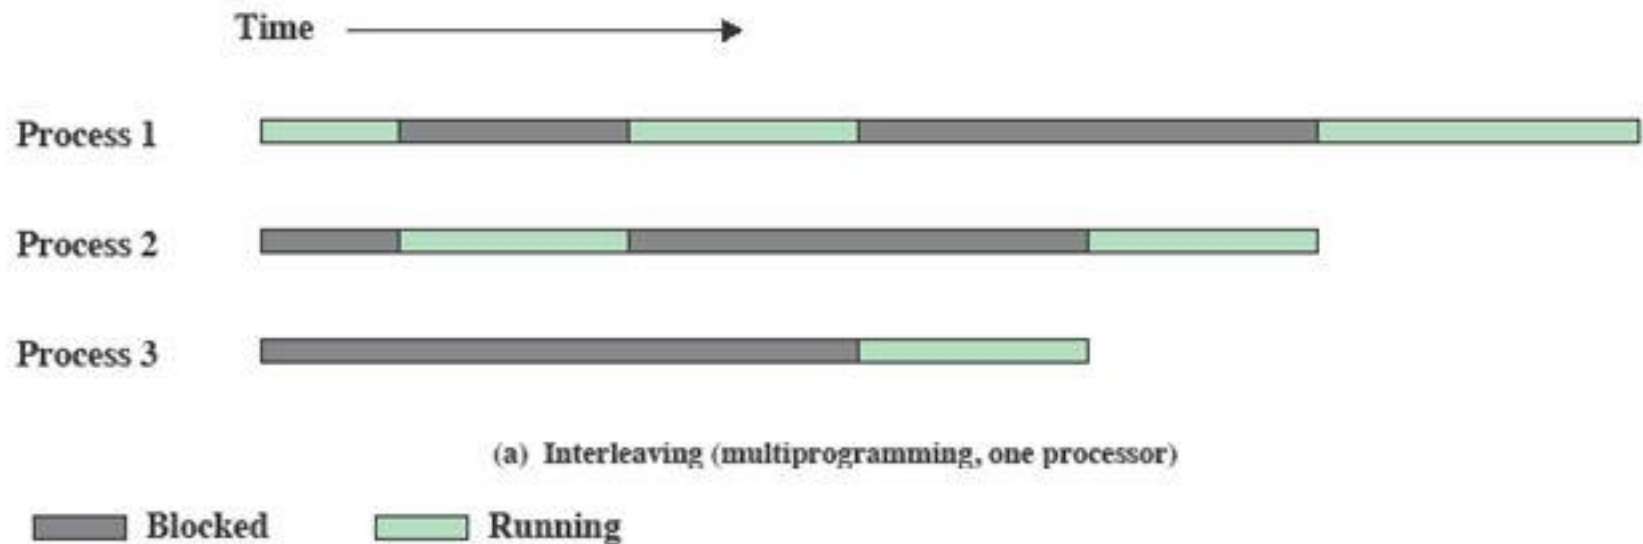 Time
Process 1
Process 2
Process 3
(a) Interleaving (multiprogramming, one processor)
Blocked Running